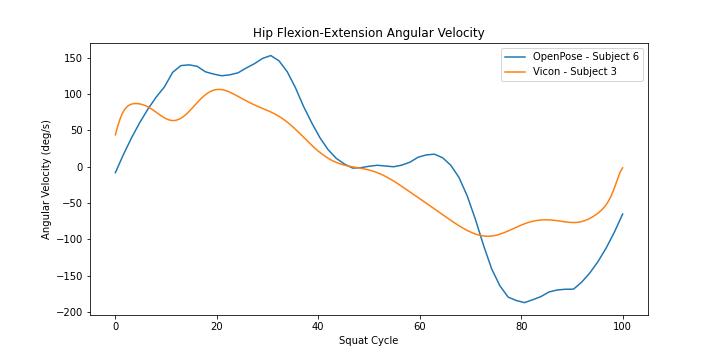 Hip Flexion-Extension Angular Velocity
OpenPose - Subject 6
Vicon - Subject 3
150
100
50
0
−50
−100
−150
−200
Angular Velocity (deg/s)
0 20 40 60 80 100
Squat Cycle